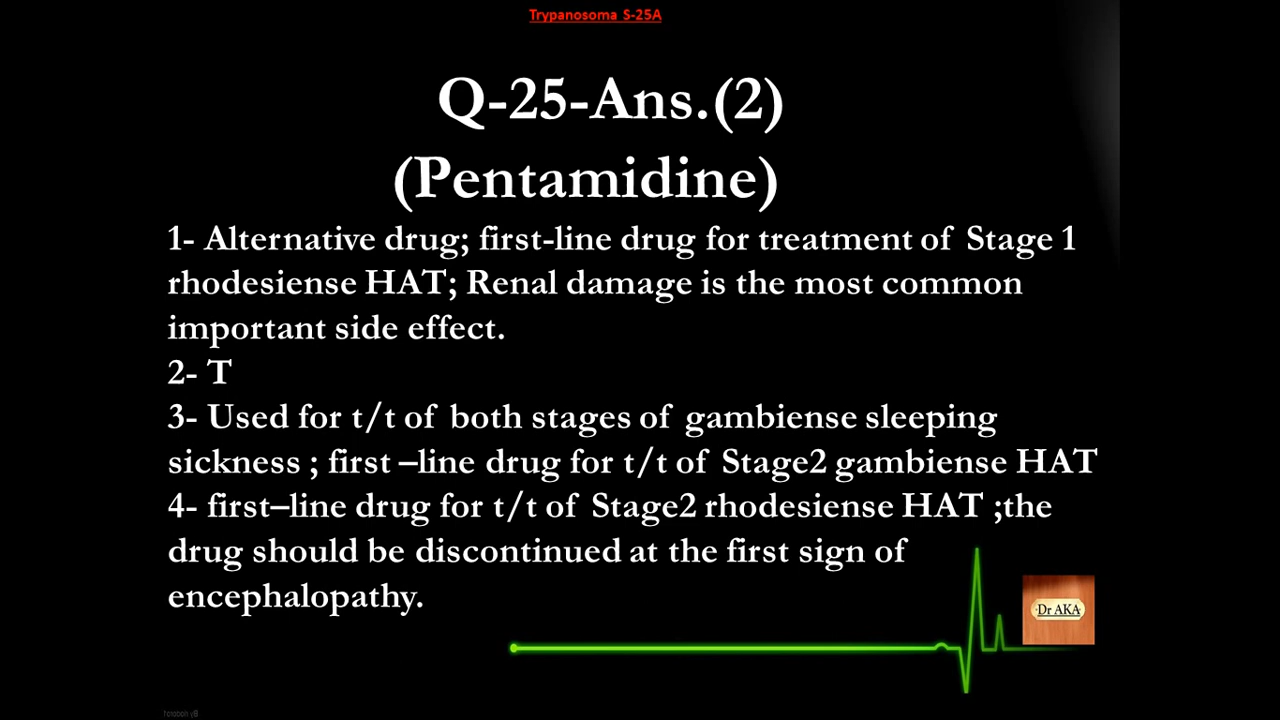 Trypanosoma S-25A
Q-25-Ans.(2)
(Pentamidine)
1- Alternative drug; first-line drug for treatment of Stage 1
rhodesiense HAT; Renal damage is the most common
important side effect.
2- T
3- Used for t/t of both stages of gambiense sleeping
sickness ; first –line drug for t/t of Stage2 gambiense HAT
4- first–line drug for t/t of Stage2 rhodesiense HAT ;the
drug should be discontinued at the first sign of
encephalopathy.
Dr AKA